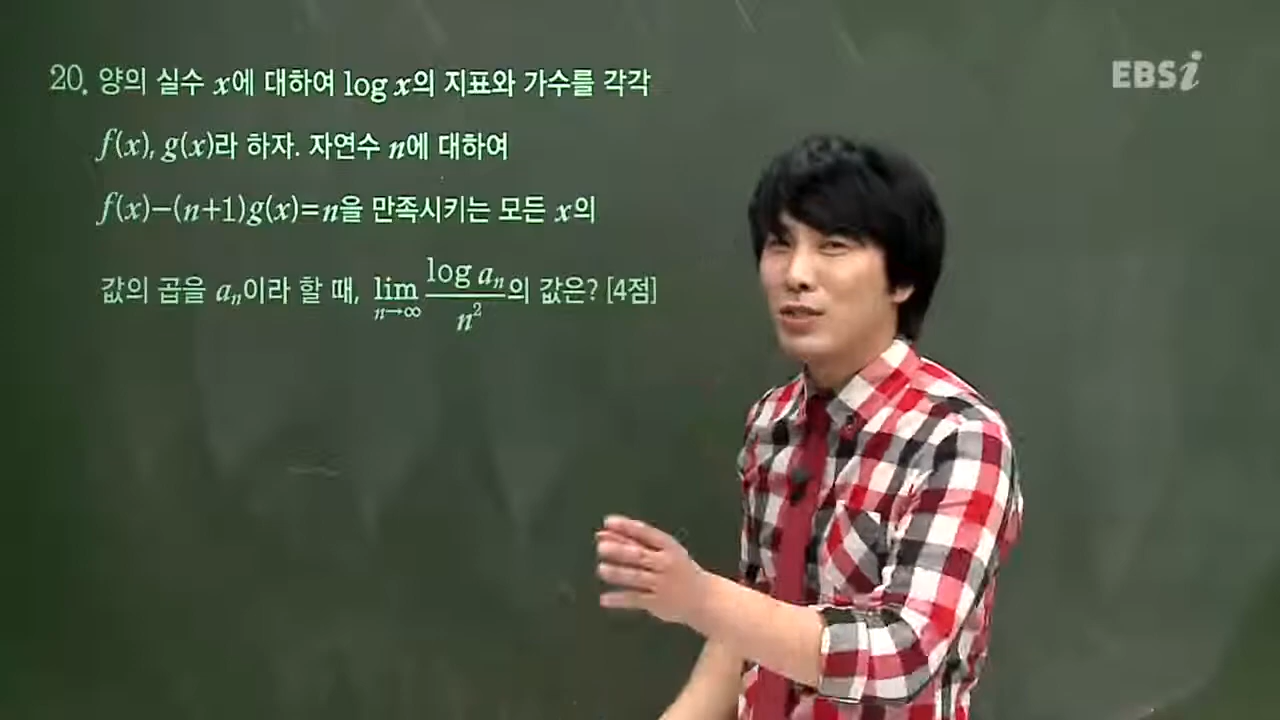 20. 양의 실수 x에 대하여 log x의 지표와 가수를 각각
f(x), g(x)라 하자. 자연수 n에 대하여
f(x)-(n+1)g(x)=n을 만족시키는 모든 x의
값의 곱을 aₙ이라 할 때, lim n→∞ log aₙ / n² 의 값은? [4점]
EBSi